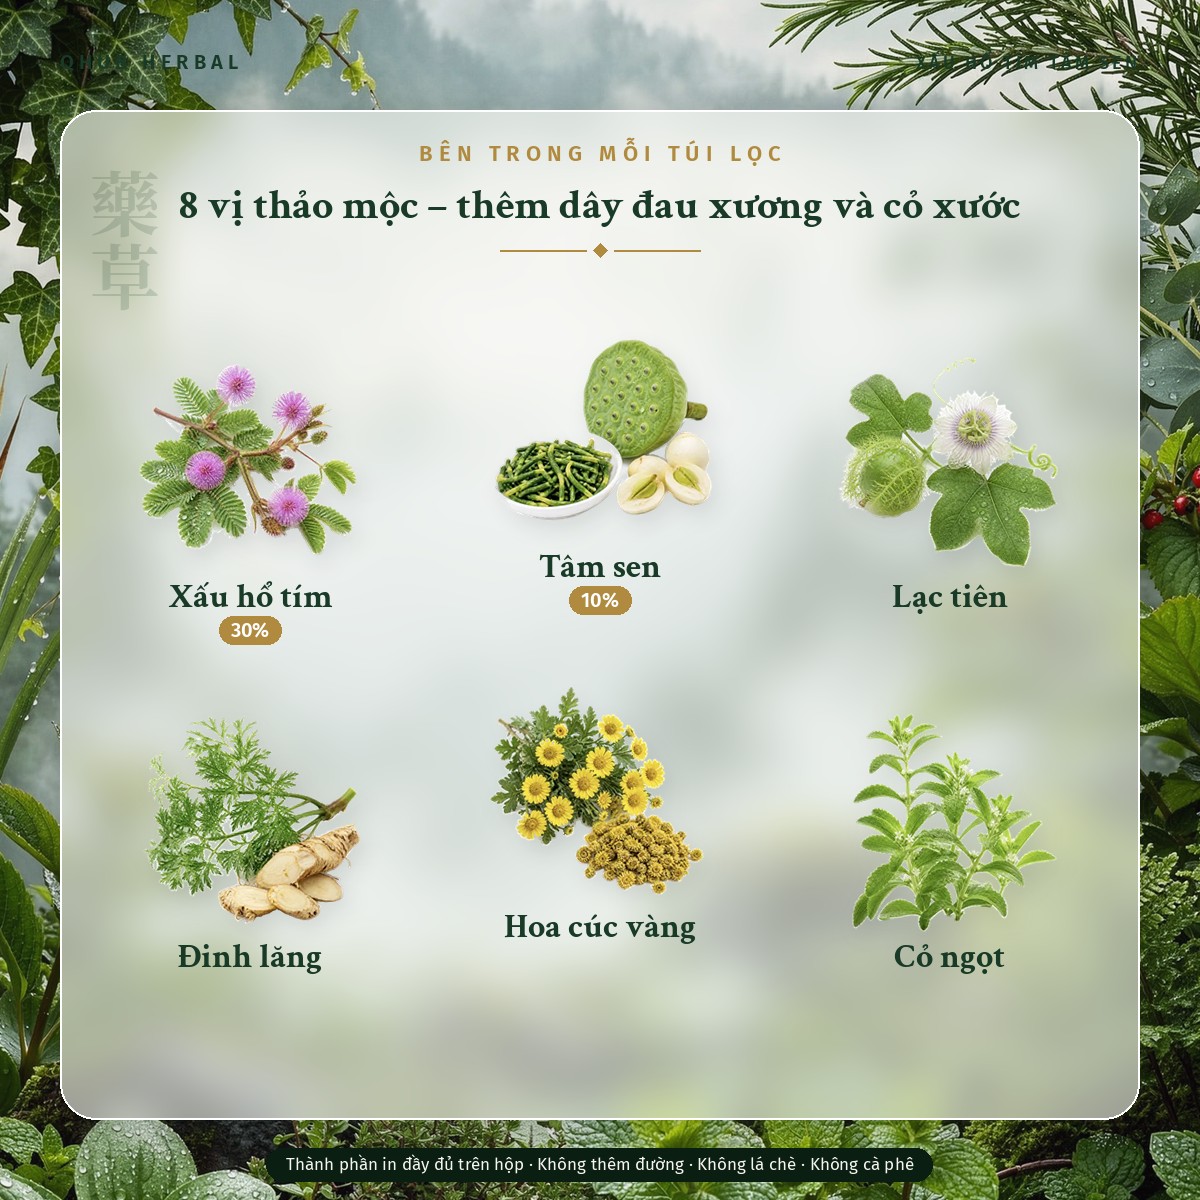 HERBAL
BÊN TRONG MỖI TÚI LỌC
藥草
8 vị thảo mộc – thêm dây đau xương và cỏ xước
Xấu hổ tím
30%
Tâm sen
10%
Lạc tiên
Đinh lăng
Hoa cúc vàng
Cỏ ngọt
Thành phần in đầy đủ trên hộp · Không thêm đường · Không lá chè · Không cà phê